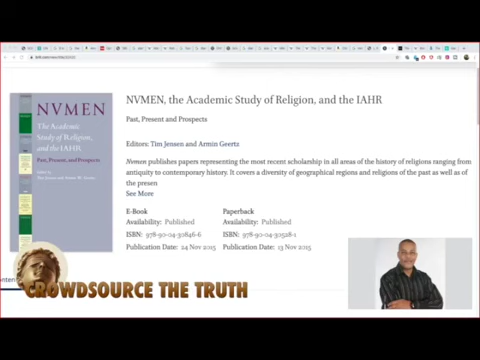 NVMEN, the Academic Study of Religion, and the IAHR
Past, Present and Prospects
Editors: Tim Jensen and Armin Geertz
Numen publishes papers representing the most recent scholarship in all areas of the history of religions ranging from
antiquity to contemporary history. It covers a diversity of geographical regions and religions of the past as well as of
the presen
See More
E-Book
Availability: Published
ISBN: 978-90-04-30846-6
Publication Date: 24 Nov 2015
Paperback
Availability: Published
ISBN: 978-90-04-30528-1
Publication Date: 13 Nov 2015
NVMEN
The Academic
Study of Religion,
and the IAHR
Past, Present, and Prospects
CROWDSOURCE THE TRUTH